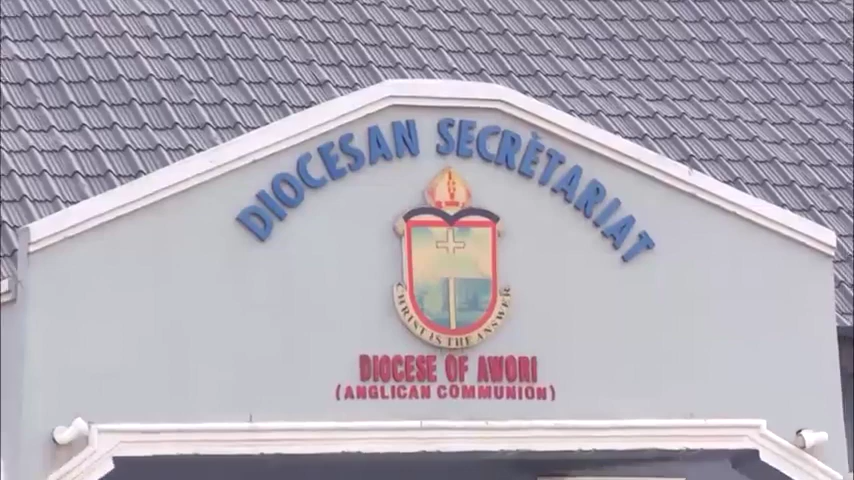 DIOCESAN SECRÈTARIAT
CHRIST IS THE ANSWER
DIOCESE OF AWORI
(ANGLICAN COMMUNION)